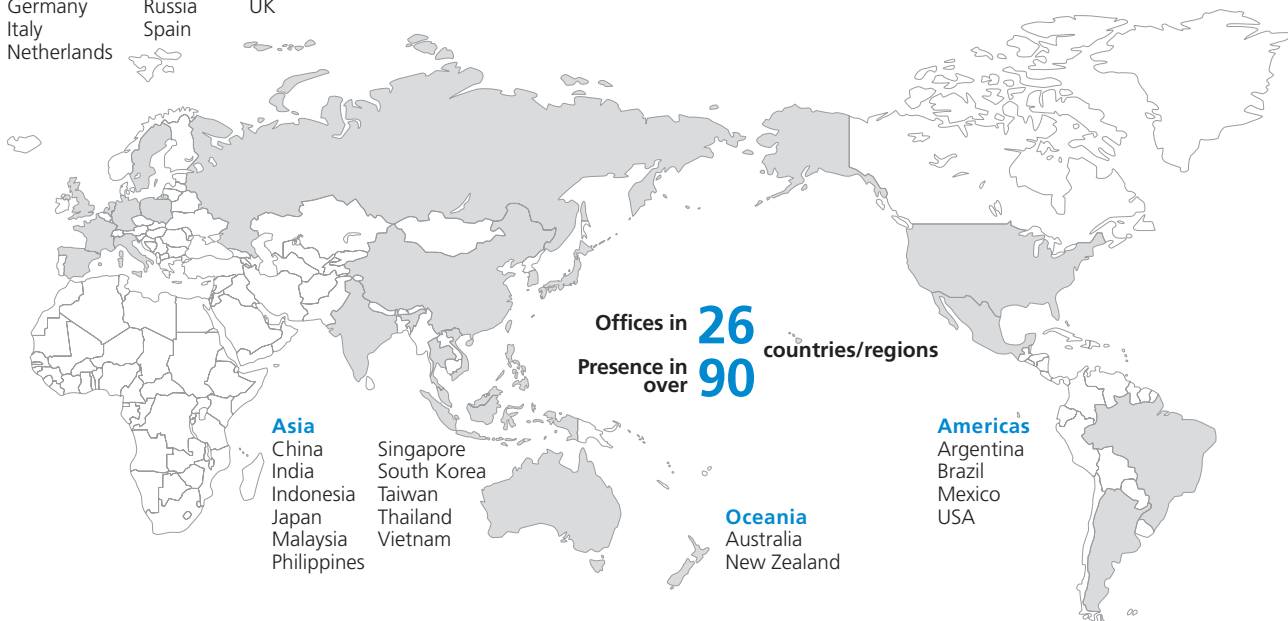 Germany Russia UK
Italy Spain
Netherlands
Offices in 26
Presence in over 90
countries/regions
Asia
China Singapore
India South Korea
Indonesia Taiwan
Japan Thailand
Malaysia Vietnam
Philippines
Oceania
Australia
New Zealand
Americas
Argentina
Brazil
Mexico
USA